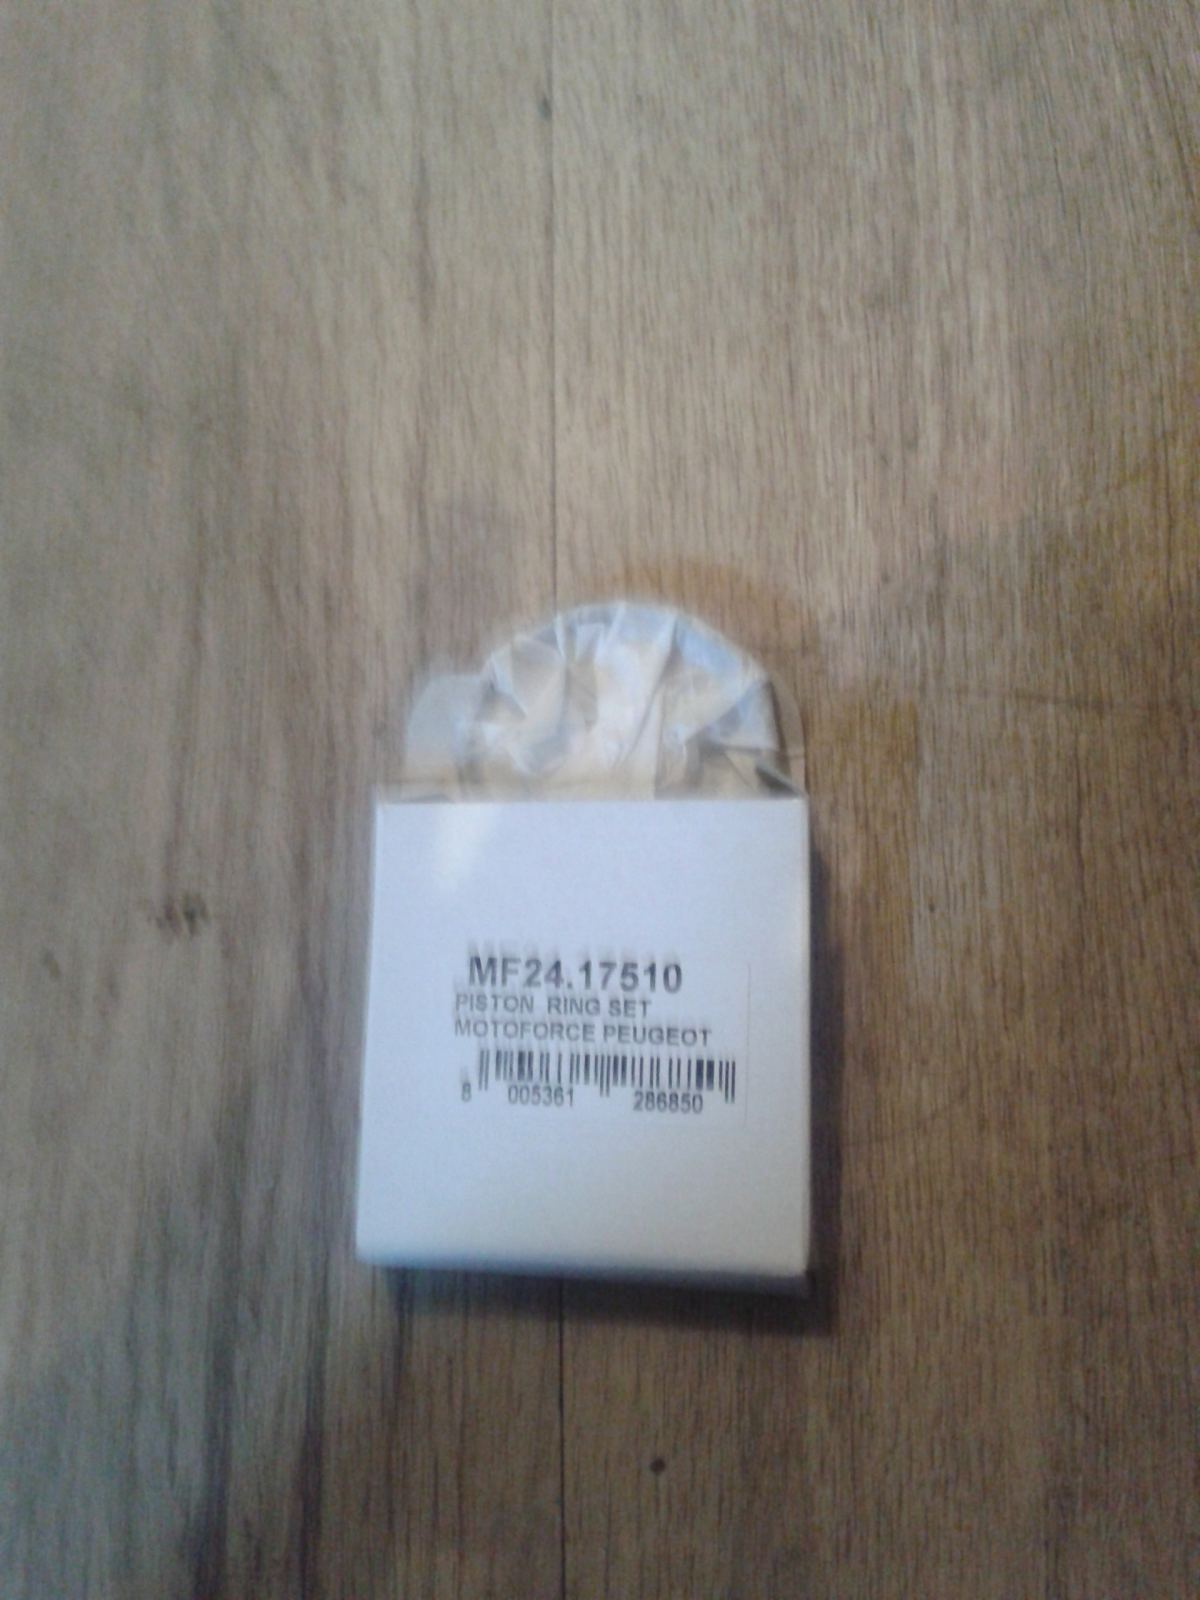 MF24.17510
PISTON RING SET
MOTOFORCE PEUGEOT
8 005361 286850